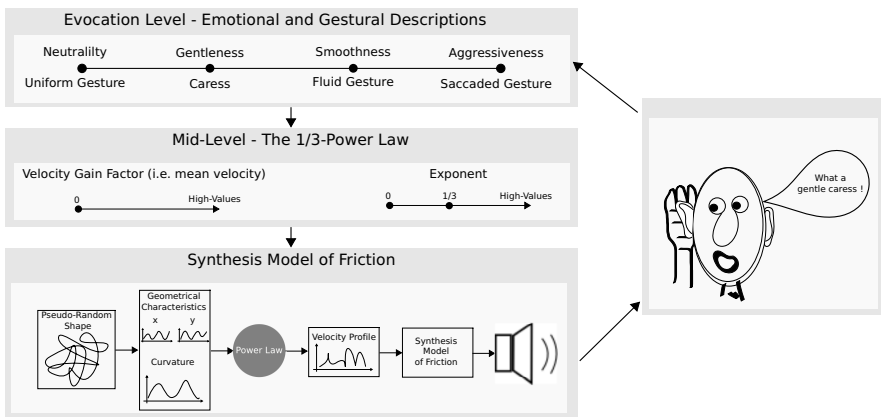 Evocation Level - Emotional and Gestural Descriptions
Neutralilty Gentleness Smoothness Aggressiveness
Uniform Gesture Caress Fluid Gesture Saccaded Gesture
Mid-Level - The 1/3-Power Law
Velocity Gain Factor (i.e. mean velocity)
0 High-Values
Exponent
0 1/3 High-Values
Synthesis Model of Friction
Pseudo-Random
Shape
Geometrical
Characteristics
x y
Curvature
Power Law
Velocity Profile
Synthesis
Model
of Friction
What a
gentle caress !